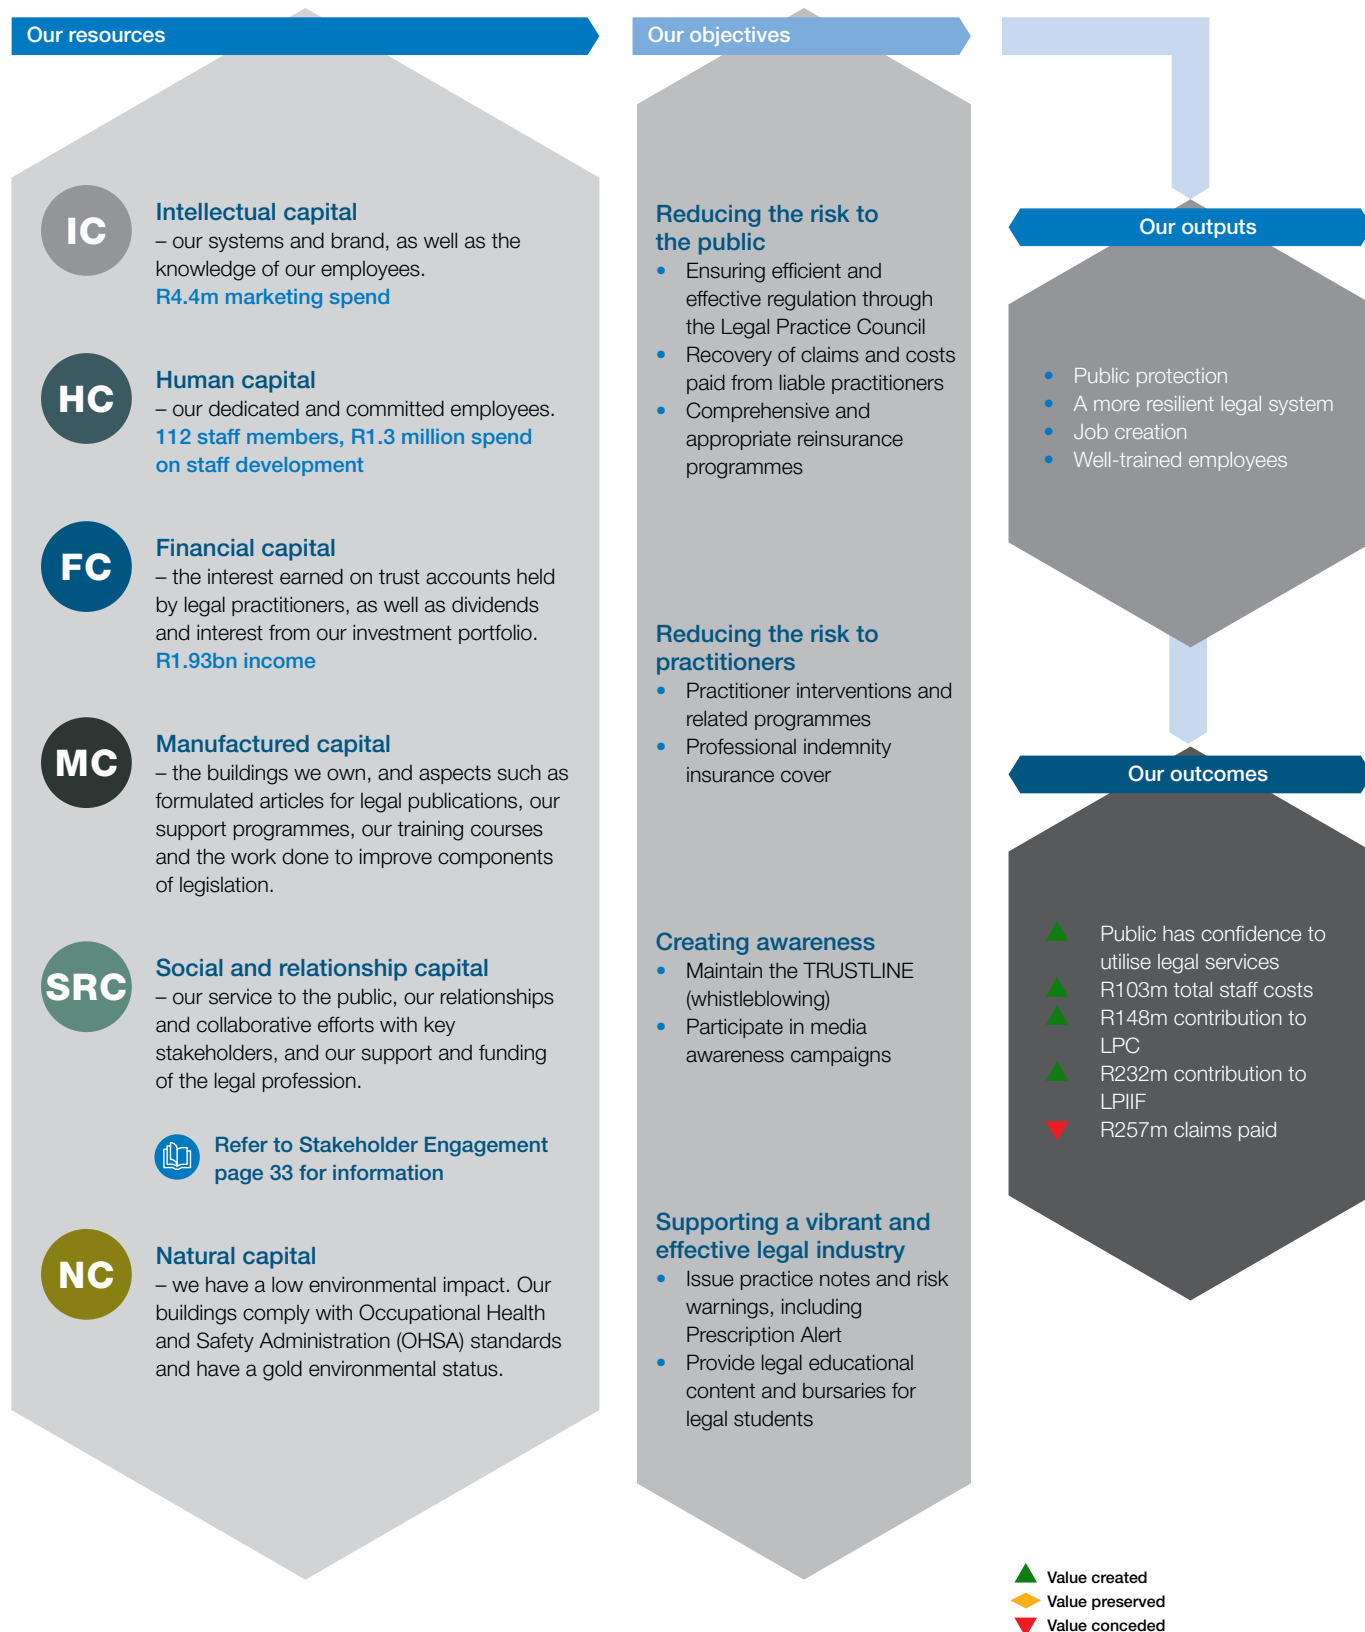 Our resources
IC
Intellectual capital
– our systems and brand, as well as the
knowledge of our employees.
R4.4m marketing spend
HC
Human capital
– our dedicated and committed employees.
112 staff members, R1.3 million spend
on staff development
FC
Financial capital
– the interest earned on trust accounts held
by legal practitioners, as well as dividends
and interest from our investment portfolio.
R1.93bn income
MC
Manufactured capital
– the buildings we own, and aspects such as
formulated articles for legal publications, our
support programmes, our training courses
and the work done to improve components
of legislation.
SRC
Social and relationship capital
– our service to the public, our relationships
and collaborative efforts with key
stakeholders, and our support and funding
of the legal profession.
Refer to Stakeholder Engagement
page 33 for information
NC
Natural capital
– we have a low environmental impact. Our
buildings comply with Occupational Health
and Safety Administration (OHSA) standards
and have a gold environmental status.
Our objectives
Reducing the risk to
the public
• Ensuring efficient and
effective regulation through
the Legal Practice Council
• Recovery of claims and costs
paid from liable practitioners
• Comprehensive and
appropriate reinsurance
programmes
Reducing the risk to
practitioners
• Practitioner interventions and
related programmes
• Professional indemnity
insurance cover
Creating awareness
• Maintain the TRUSTLINE
(whistleblowing)
• Participate in media
awareness campaigns
Supporting a vibrant and
effective legal industry
• Issue practice notes and risk
warnings, including
Prescription Alert
• Provide legal educational
content and bursaries for
legal students
Our outputs
• Public protection
• A more resilient legal system
• Job creation
• Well-trained employees
Our outcomes
Public has confidence to
utilise legal services
R103m total staff costs
R148m contribution to
LPC
R232m contribution to
LPIIF
R257m claims paid
Value created
Value preserved
Value conceded